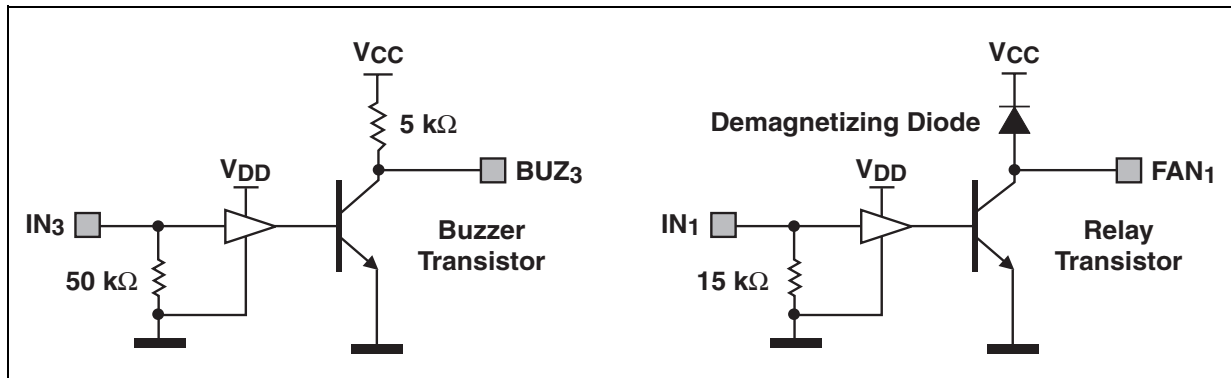 VCC
5 kΩ
BUZ3
VDD
IN3
50 kΩ
Buzzer
Transistor
VCC
Demagnetizing Diode
FAN1
VDD
IN1
15 kΩ
Relay
Transistor